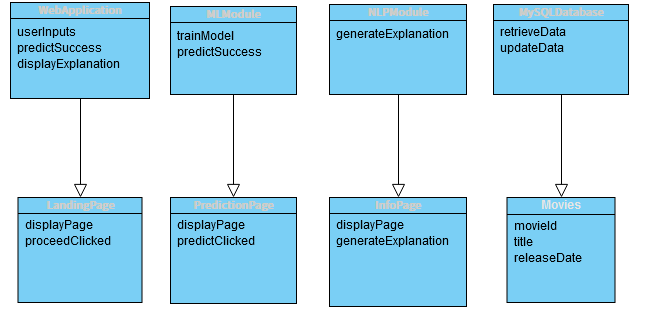 WebApplication
userInputs
predictSuccess
displayExplanation
MLModule
trainModel
predictSuccess
NLPModule
generateExplanation
MySQLDatabase
retrieveData
updateData
LandingPage
displayPage
proceedClicked
PredictionPage
displayPage
predictClicked
InfoPage
displayPage
generateExplanation
Movies
movieId
title
releaseDate